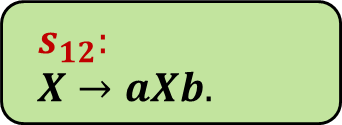 s₁₂:
X → aXb.